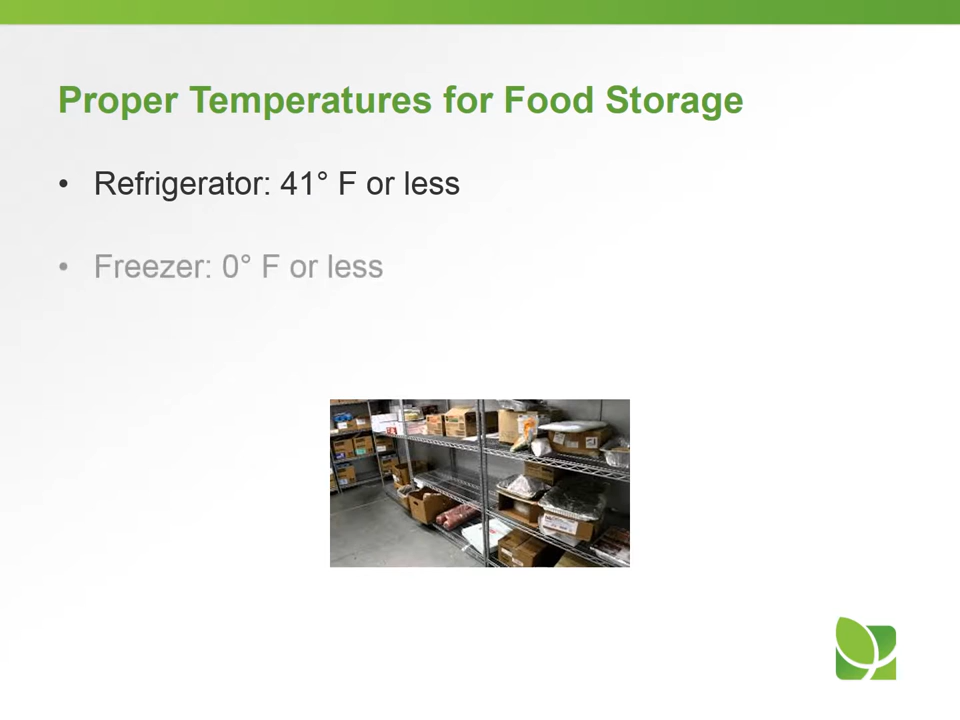 Proper Temperatures for Food Storage
• Refrigerator: 41° F or less
• Freezer: 0° F or less